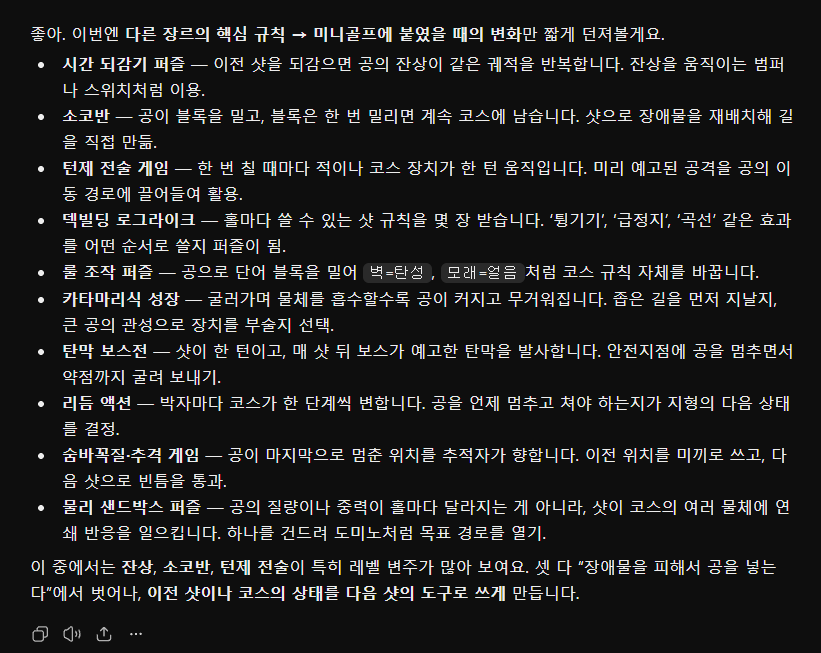 좋아. 이번엔 다른 장르의 핵심 규칙 → 미니골프에 붙였을 때의 변화만 짧게 던져볼게요.
• 시간 되감기 퍼즐 — 이전 샷을 되감으면 공의 잔상이 같은 궤적을 반복합니다. 잔상을 움직이는 범퍼
나 스위치처럼 이용.
• 소코반 — 공이 블록을 밀고, 블록은 한 번 밀리면 계속 코스에 남습니다. 샷으로 장애물을 재배치해 길
을 직접 만듦.
• 턴제 전술 게임 — 한 번 칠 때마다 적이나 코스 장치가 한 턴 움직입니다. 미리 예고된 공격을 공의 이
동 경로에 끌어들여 활용.
• 덱빌딩 로그라이크 — 홀마다 쓸 수 있는 샷 규칙을 몇 장 받습니다. ‘튕기기’, ‘급정지’, ‘곡선’ 같은 효과
를 어떤 순서로 쓸지 퍼즐이 됨.
• 룰 조작 퍼즐 — 공으로 단어 블록을 밀어 벽=탄성, 모래=얼음처럼 코스 규칙 자체를 바꿉니다.
• 카타마리식 성장 — 굴러가며 물체를 흡수할수록 공이 커지고 무거워집니다. 좁은 길을 먼저 지날지,
큰 공의 관성으로 장치를 부술지 선택.
• 탄막 보스전 — 샷이 한 턴이고, 매 샷 뒤 보스가 예고한 탄막을 발사합니다. 안전지점에 공을 멈추면서
약점까지 굴려 보내기.
• 리듬 액션 — 박자마다 코스가 한 단계씩 변합니다. 공을 언제 멈추고 쳐야 하는지가 지형의 다음 상태
를 결정.
• 숨바꼭질·추격 게임 — 공이 마지막으로 멈춘 위치를 추적자가 향합니다. 이전 위치를 미끼로 쓰고, 다
음 샷으로 빈틈을 통과.
• 물리 샌드박스 퍼즐 — 공의 질량이나 중력이 홀마다 달라지는 게 아니라, 샷이 코스의 여러 물체에 연
쇄 반응을 일으킵니다. 하나를 건드려 도미노처럼 목표 경로를 열기.
이 중에서는 잔상, 소코반, 턴제 전술이 특히 레벨 변주가 많아 보여요. 셋 다 “장애물을 피해서 공을 넣는
다”에서 벗어나, 이전 샷이나 코스의 상태를 다음 샷의 도구로 쓰게 만듭니다.